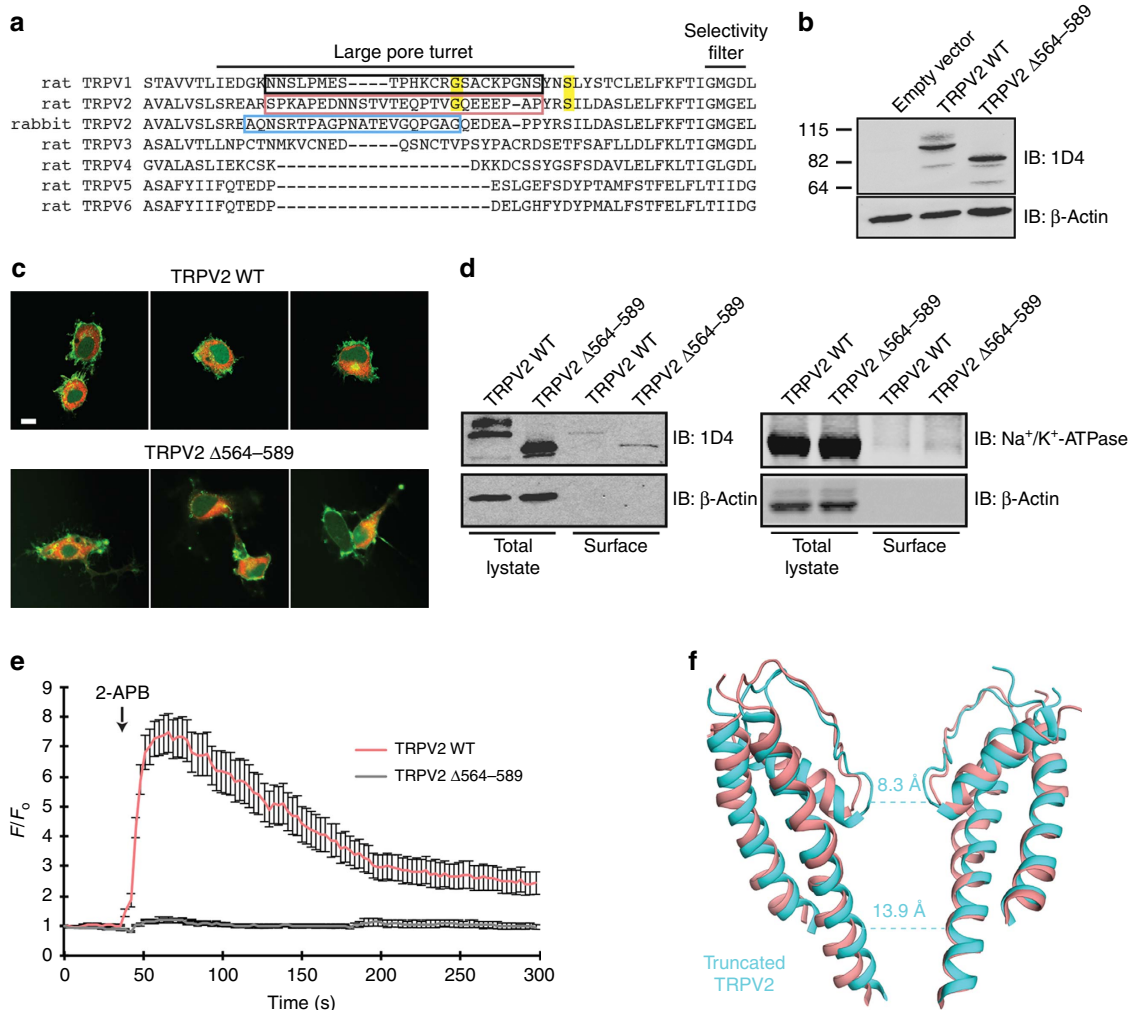 a
Large pore turret
Selectivity
filter
rat TRPV1 STAVVTLIEDGKNNSLPMES----TPHKCRGSACKPGNSYNSLYSTCLELFKFTIGMGDL
rat TRPV2 AVALVSLSREARSPKAPEDNNSTVTEQPTVGQEEEP-APYRSILDASLELFKFTIGMGEL
rabbit TRPV2 AVALVSLSREAQNSRTPAGPNATEVGQPGAGQEDEA-PPYRSILDASLELFKFTIGMGEL
rat TRPV3 ASALVTLLNPCTNMKVCNED----QSNCTVPSYPACRDSETFSAFLLDLFKLTIGMGDL
rat TRPV4 GVALASLIEKCSK----------------DKKDCSSYGSFSDAVLELFKLTIGLGDL
rat TRPV5 ASAFYIIFQTEDP------------------ESLGEFSDYPTAMFSTFELFLTIIDG
rat TRPV6 ASAFYIIFQTEDP------------------DELGHFYDYPMALFSTFELFLTIIDG
b
Empty vector
TRPV2 WT
TRPV2 Δ564–589
115
82
64
IB: 1D4
IB: β-Actin
c
TRPV2 WT
TRPV2 Δ564–589
d
TRPV2 WT
TRPV2 Δ564–589
TRPV2 WT
TRPV2 Δ564–589
IB: 1D4
IB: β-Actin
Total
lystate
Surface
TRPV2 WT
TRPV2 Δ564–589
TRPV2 WT
TRPV2 Δ564–589
IB: Na⁺/K⁺-ATPase
IB: β-Actin
Total
lystate
Surface
e
9
8
7
6
5
4
3
2
1
0
F/Fo
2-APB
TRPV2 WT
TRPV2 Δ564–589
0 50 100 150 200 250 300
Time (s)
f
8.3 Å
13.9 Å
Truncated
TRPV2